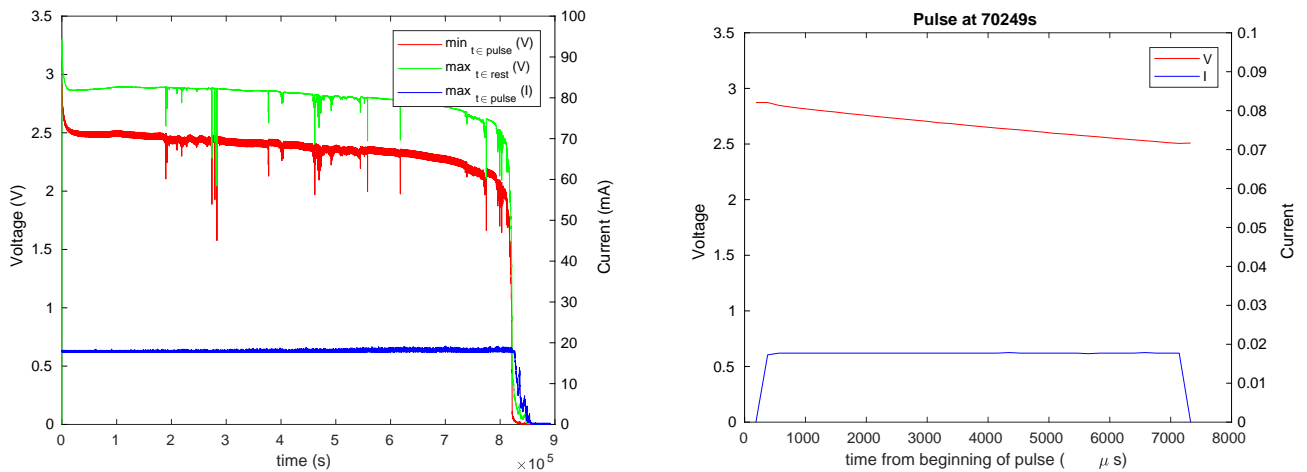 3.5
3
2.5
2
1.5
1
0.5
0
Voltage (V)
100
90
80
70
60
50
40
30
20
10
0
Current (mA)
min t∈ pulse (V)
max t∈ rest (V)
max t∈ pulse (I)
0 1 2 3 4 5 6 7 8 9
time (s)
×10^5
Pulse at 70249s
3.5
3
2.5
2
1.5
1
0.5
0
Voltage
0.1
0.09
0.08
0.07
0.06
0.05
0.04
0.03
0.02
0.01
0
Current
V
I
0 1000 2000 3000 4000 5000 6000 7000 8000
time from beginning of pulse ( μ s)